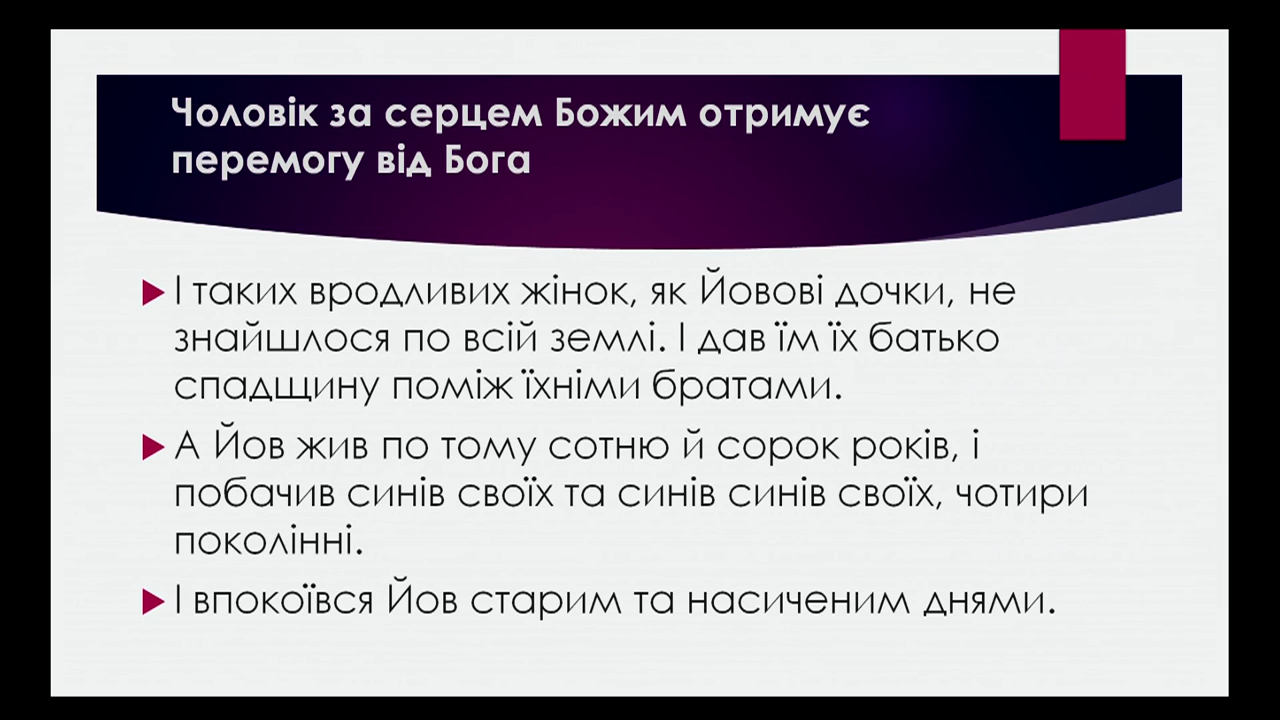 Чоловік за серцем Божим отримує
перемогу від Бога
І таких вродливих жінок, як Йовові дочки, не
знайшлося по всій землі. І дав їм їх батько
спадщину поміж їхніми братами.
А Йов жив по тому сотню й сорок років, і
побачив синів своїх та синів синів своїх, чотири
поколінні.
І впокоївся Йов старим та насиченим днями.